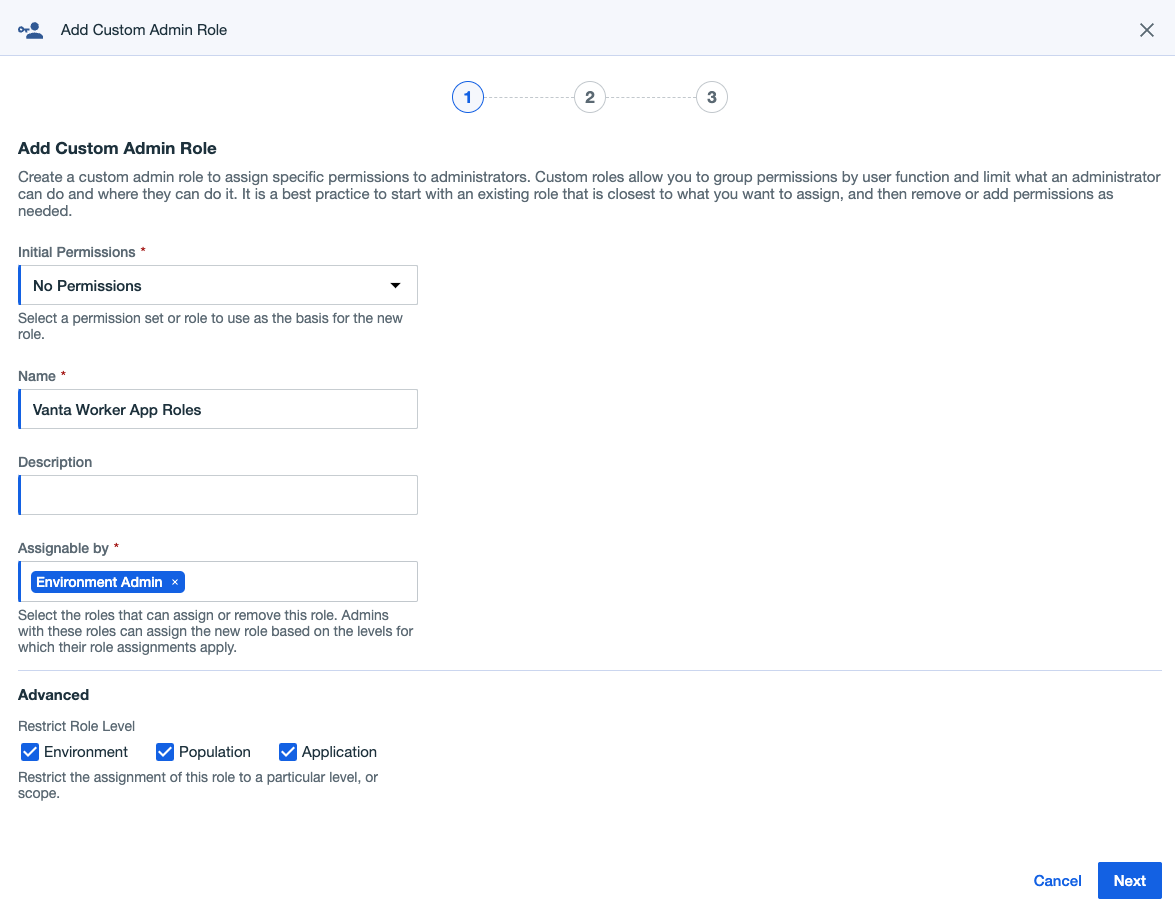 Add Custom Admin Role
1 2 3
Add Custom Admin Role
Create a custom admin role to assign specific permissions to administrators. Custom roles allow you to group permissions by user function and limit what an administrator
can do and where they can do it. It is a best practice to start with an existing role that is closest to what you want to assign, and then remove or add permissions as
needed.
Initial Permissions *
No Permissions
Select a permission set or role to use as the basis for the new
role.
Name *
Vanta Worker App Roles
Description
Assignable by *
Environment Admin ×
Select the roles that can assign or remove this role. Admins
with these roles can assign the new role based on the levels for
which their role assignments apply.
Advanced
Restrict Role Level
Environment Population Application
Restrict the assignment of this role to a particular level, or
scope.
Cancel Next